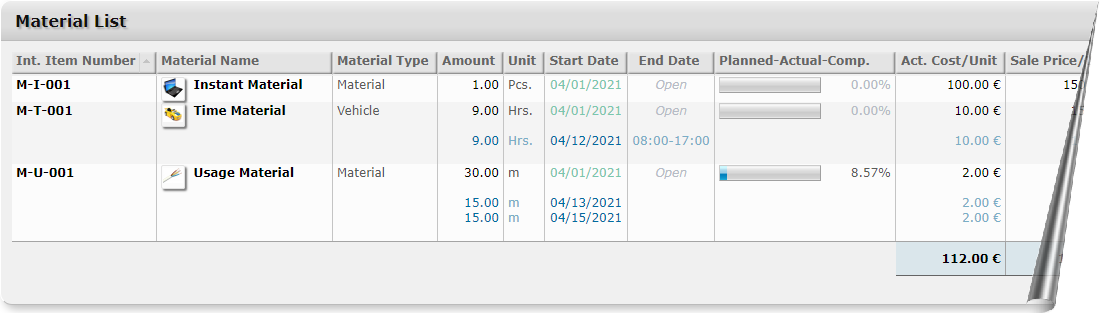 Material List
Int. Item Number Material Name Material Type Amount Unit Start Date End Date Planned-Actual-Comp. Act. Cost/Unit Sale Price/
M-I-001 Instant Material Material 1.00 Pcs. 04/01/2021 Open 0.00% 100.00 €
M-T-001 Time Material Vehicle 9.00 Hrs. 04/01/2021 Open 0.00% 10.00 €
9.00 Hrs. 04/12/2021 08:00-17:00 10.00 €
M-U-001 Usage Material Material 30.00 m 04/01/2021 Open 8.57% 2.00 €
15.00 m 04/13/2021 2.00 €
15.00 m 04/15/2021 2.00 €
112.00 €